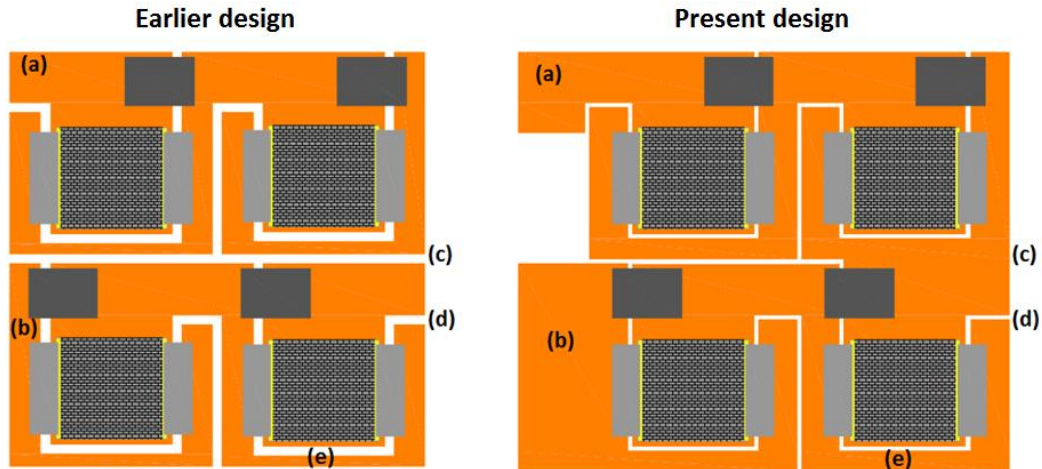 Earlier design
Present design
(a)
(a)
(c)
(c)
(b)
(d)
(b)
(d)
(e)
(e)